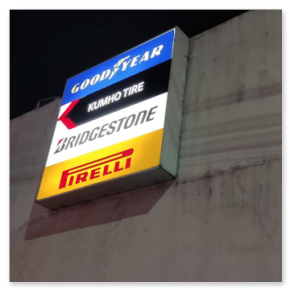 GOODYEAR
KUMHO TIRE
BRIDGESTONE
PIRELLI